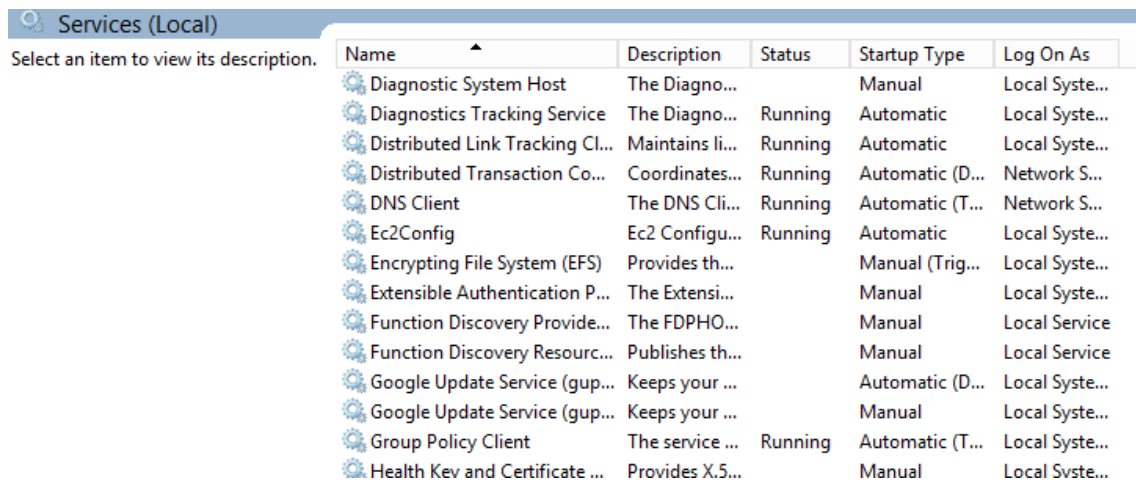 Services (Local)
Select an item to view its description.
Name Description Status Startup Type Log On As
Diagnostic System Host The Diagno... Manual Local Syste...
Diagnostics Tracking Service The Diagno... Running Automatic Local Syste...
Distributed Link Tracking Cl... Maintains li... Running Automatic Local Syste...
Distributed Transaction Co... Coordinates... Running Automatic (D... Network S...
DNS Client The DNS Cli... Running Automatic (T... Network S...
Ec2Config Ec2 Configu... Running Automatic Local Syste...
Encrypting File System (EFS) Provides th... Manual (Trig... Local Syste...
Extensible Authentication P... The Extensi... Manual Local Syste...
Function Discovery Provide... The FDPHO... Manual Local Service
Function Discovery Resourc... Publishes th... Manual Local Service
Google Update Service (gup... Keeps your ... Automatic (D... Local Syste...
Google Update Service (gup... Keeps your ... Manual Local Syste...
Group Policy Client The service ... Running Automatic (T... Local Syste...
Health Key and Certificate ... Provides X.5... Manual Local Syste...